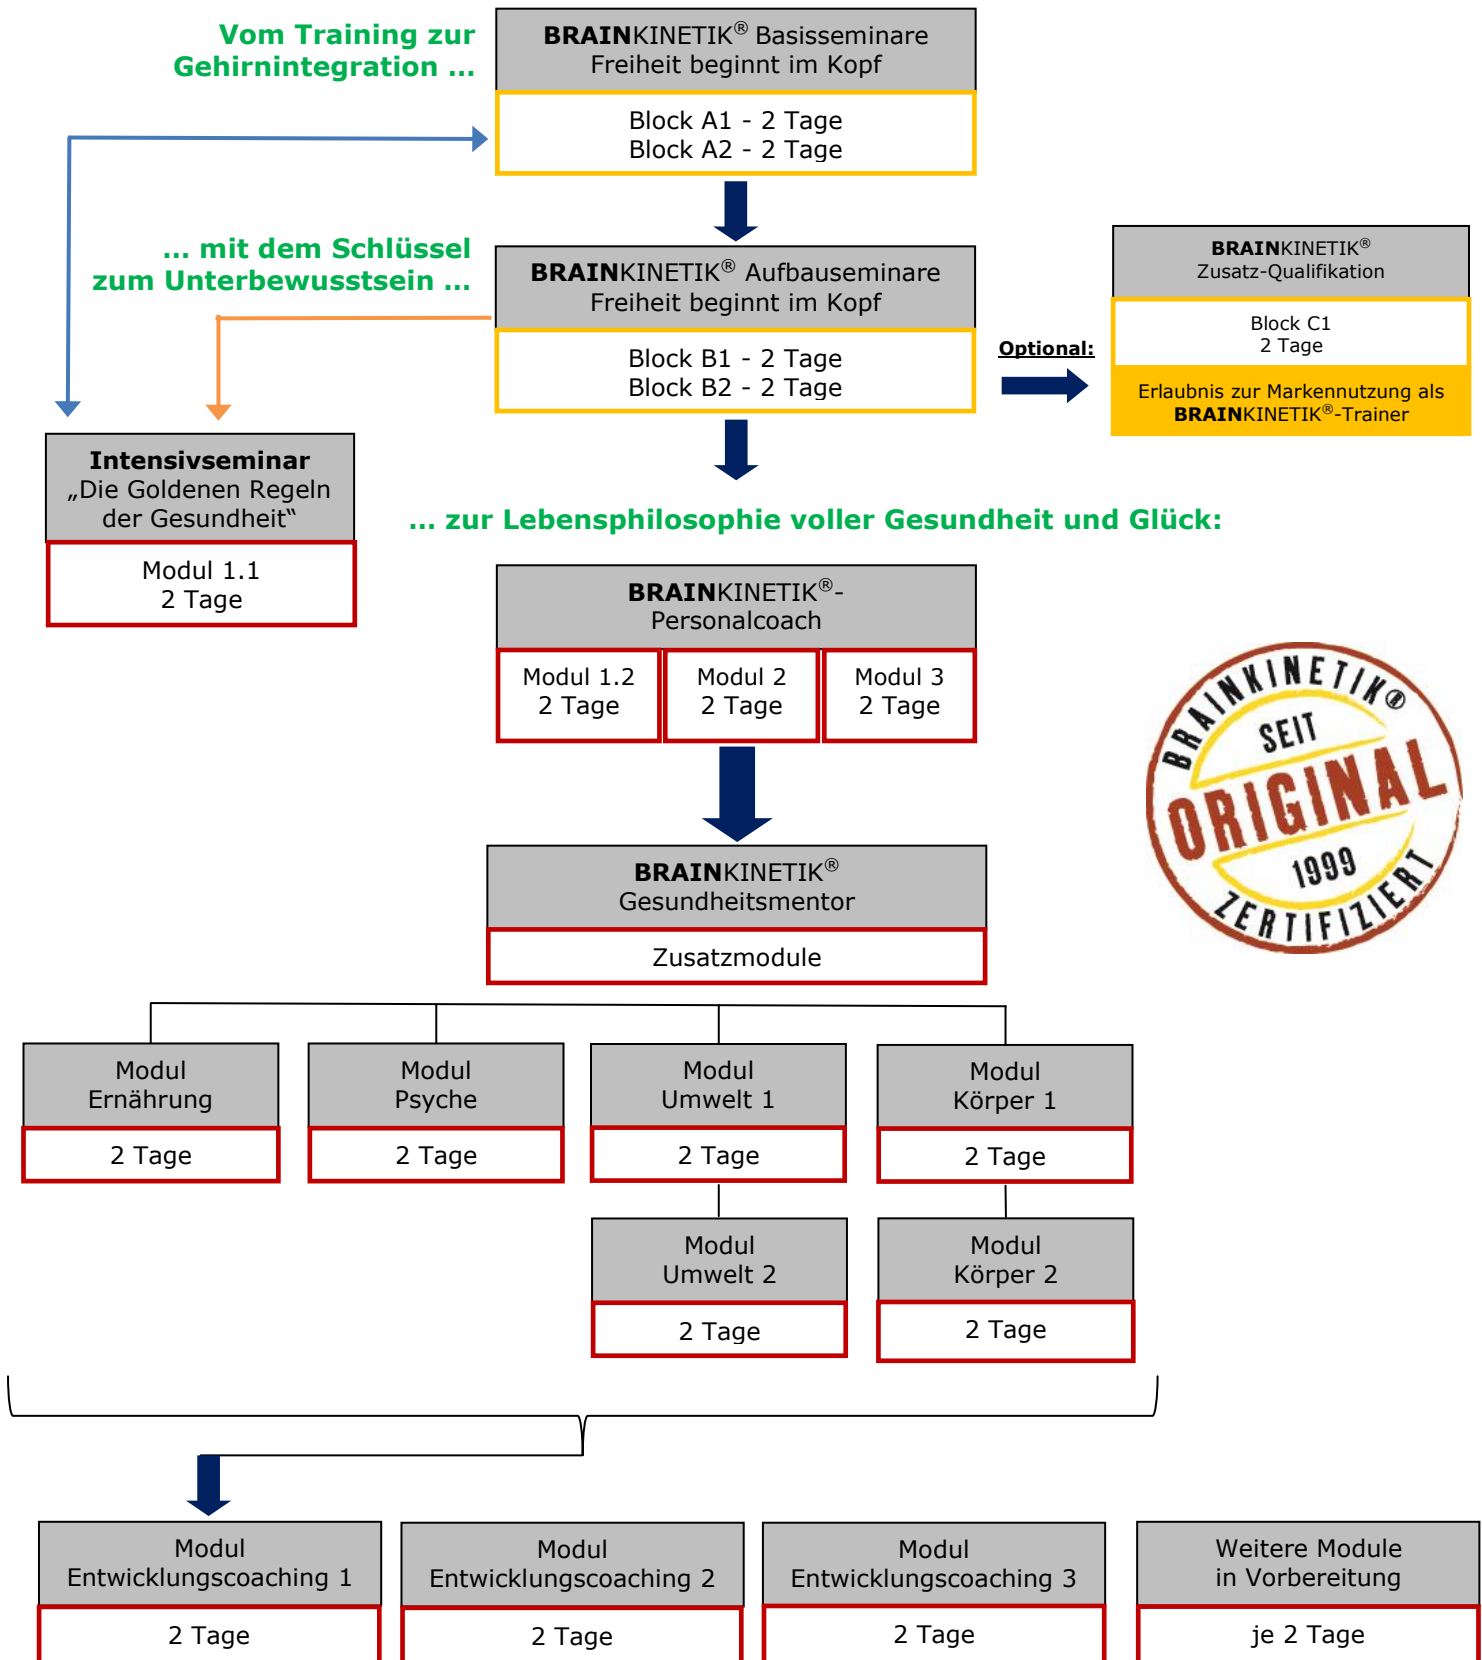 Vom Training zur
Gehirnintegration ...
BRAINKINETIK® Basisseminare
Freiheit beginnt im Kopf
Block A1 - 2 Tage
Block A2 - 2 Tage
... mit dem Schlüssel
zum Unterbewusstsein ...
BRAINKINETIK® Aufbauseminare
Freiheit beginnt im Kopf
Block B1 - 2 Tage
Block B2 - 2 Tage
Optional:
BRAINKINETIK®
Zusatz-Qualifikation
Block C1
2 Tage
Erlaubnis zur Markennutzung als
BRAINKINETIK®-Trainer
Intensivseminar
„Die Goldenen Regeln
der Gesundheit“
Modul 1.1
2 Tage
... zur Lebensphilosophie voller Gesundheit und Glück:
BRAINKINETIK®-
Personalcoach
Modul 1.2
2 Tage
Modul 2
2 Tage
Modul 3
2 Tage
BRAINKINETIK®
SEIT
ORIGINAL
1999
ZERTIFIZIERT
BRAINKINETIK®
Gesundheitsmentor
Zusatzmodule
Modul
Ernährung
2 Tage
Modul
Psyche
2 Tage
Modul
Umwelt 1
2 Tage
Modul
Körper 1
2 Tage
Modul
Umwelt 2
2 Tage
Modul
Körper 2
2 Tage
Modul
Entwicklungscoaching 1
2 Tage
Modul
Entwicklungscoaching 2
2 Tage
Modul
Entwicklungscoaching 3
2 Tage
Weitere Module
in Vorbereitung
je 2 Tage